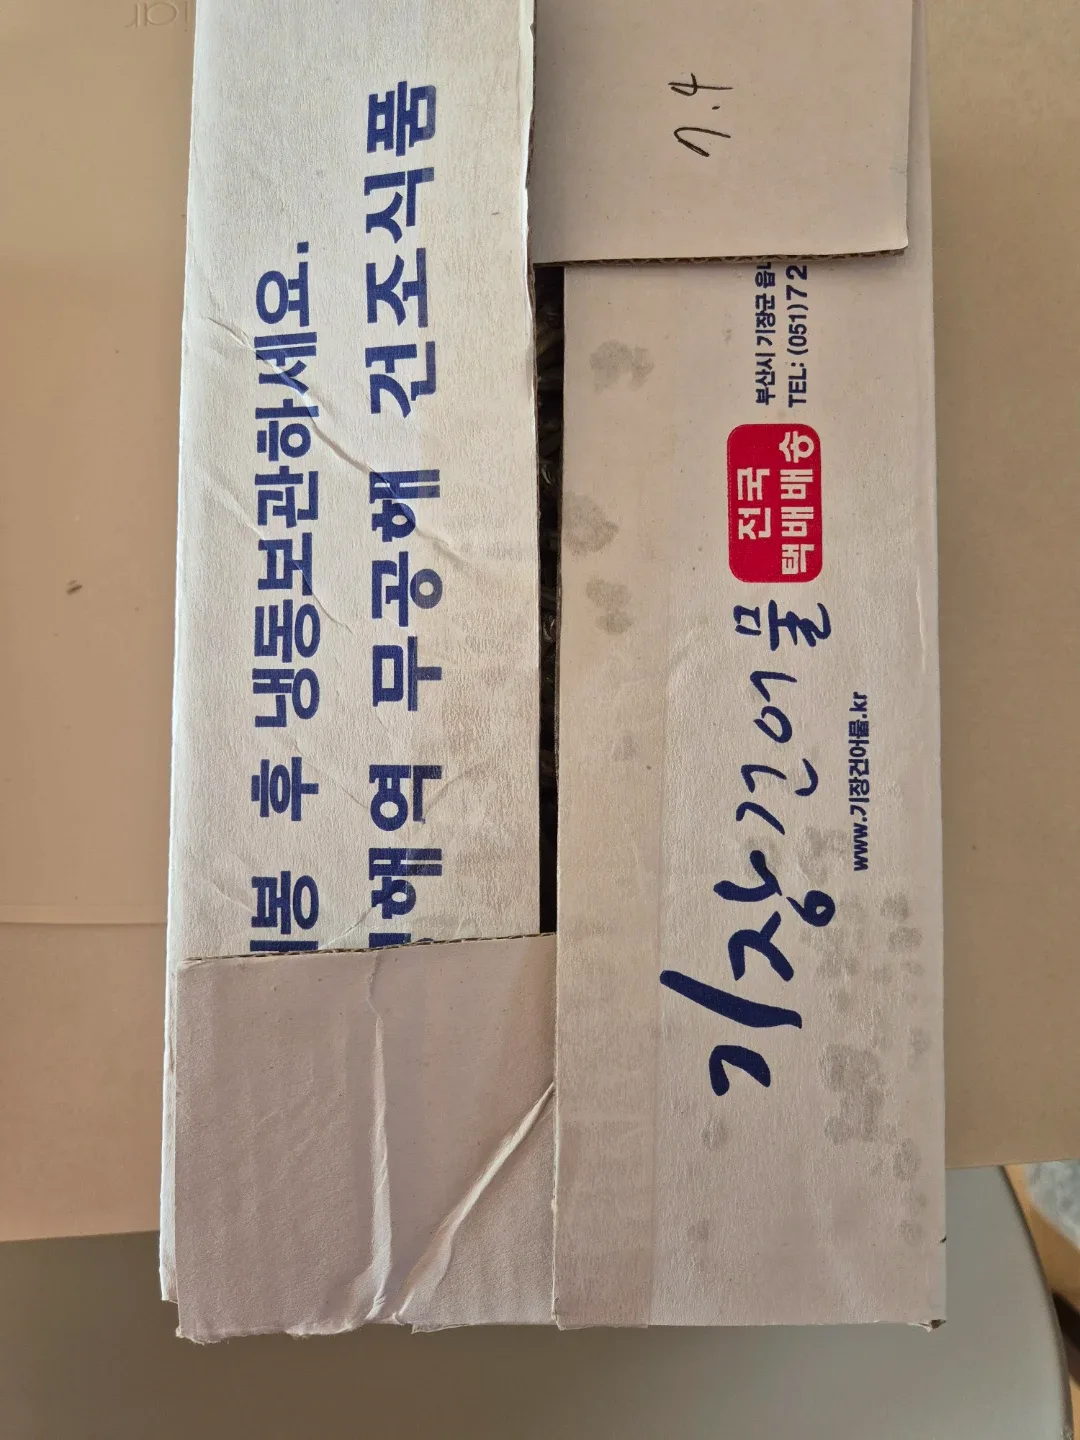 봉 후 냉동보관하세요.
해역 무공해 건조식품
7.4
기장건어물
전국
택배배송
부산시 기장군
TEL: (051)72
www.기장건어물.kr